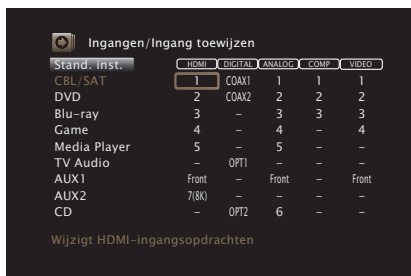 Ingangen/Ingang toewijzen
Stand. inst. HDMI DIGITAL ANALOG COMP VIDEO
CBL/SAT 1 COAX1 1 1 1
DVD 2 COAX2 2 2 2
Blu-ray 3 – 3 3 3
Game 4 – 4 – 4
Media Player 5 – 5 – –
TV Audio – OPT1 – – –
AUX1 Front – Front – Front
AUX2 7(8K) – – – –
CD – OPT2 6 – –
Wijzigt HDMI-ingangsopdrachten